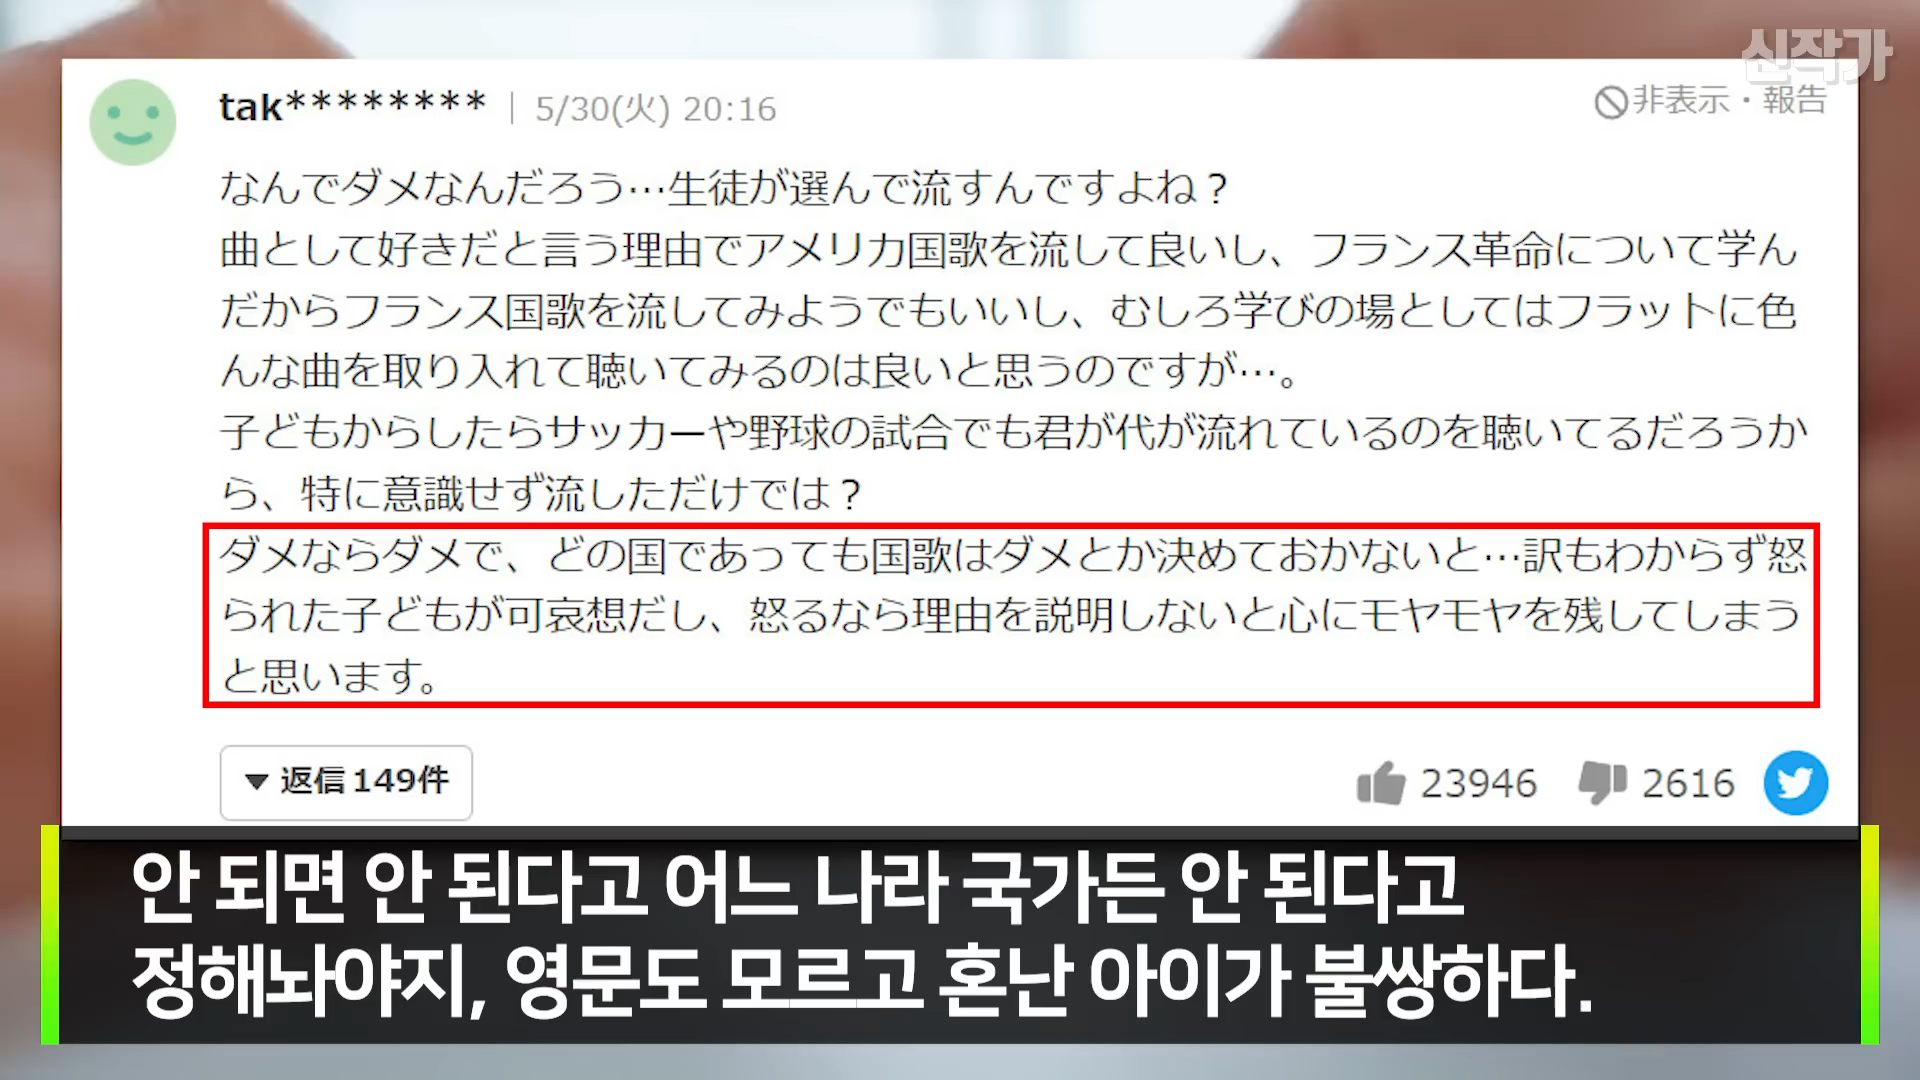 신작가
tak******** | 5/30(火) 20:16
非表示・報告
なんでダメなんだろう…生徒が選んで流すんですよね？
曲として好きだと言う理由でアメリカ国歌を流して良いし、フランス革命について学ん
だからフランス国歌を流してみようでもいいし、むしろ学びの場としてはフラットに色
んな曲を取り入れて聴いてみるのは良いと思うのですが…。
子どもからしたらサッカーや野球の試合でも君が代が流れているのを聴いてるだろうか
ら、特に意識せず流しただけでは？
ダメならダメで、どの国であっても国歌はダメとか決めておかないと…訳もわからず怒
られた子どもが可哀想だし、怒るなら理由を説明しないと心にモヤモヤを残してしまう
と思います。
返信149件
23946
2616
안 되면 안 된다고 어느 나라 국가든 안 된다고
정해놔야지, 영문도 모르고 혼난 아이가 불쌍하다.